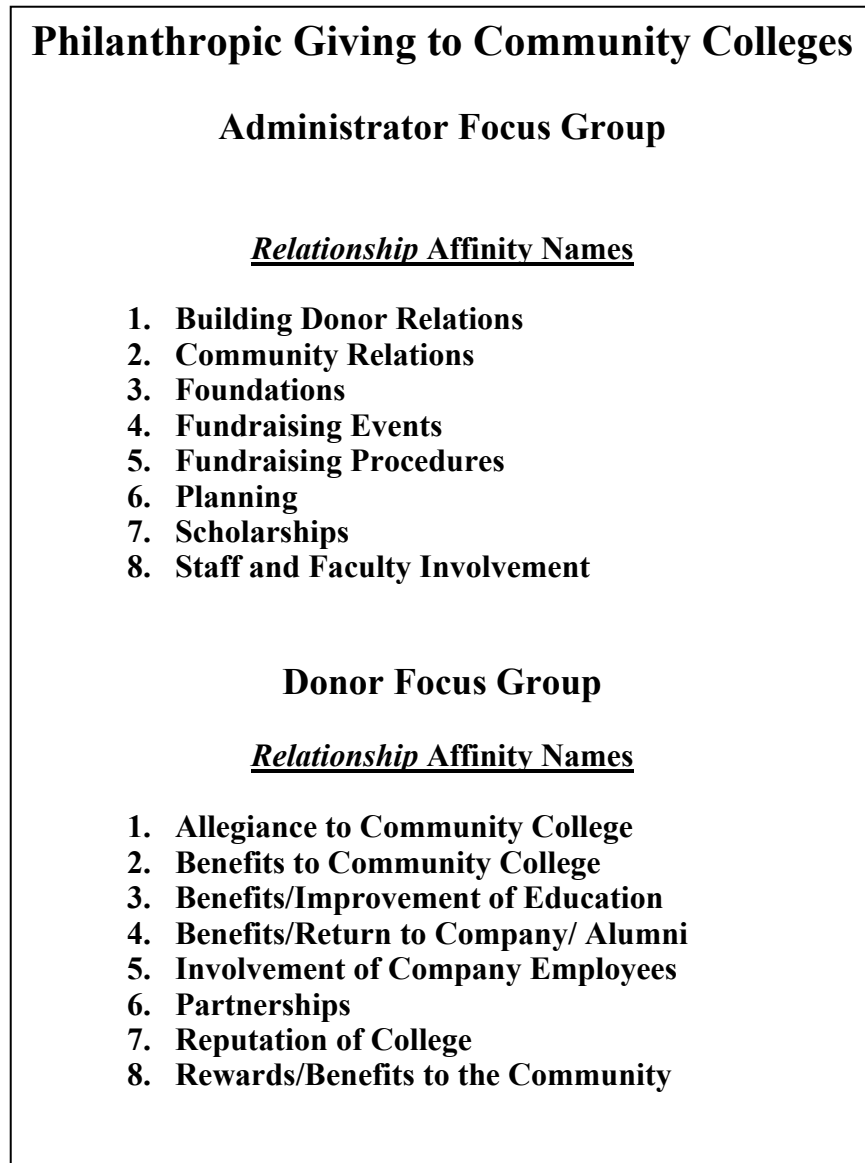 Philanthropic Giving to Community Colleges
Administrator Focus Group
Relationship Affinity Names
1. Building Donor Relations
2. Community Relations
3. Foundations
4. Fundraising Events
5. Fundraising Procedures
6. Planning
7. Scholarships
8. Staff and Faculty Involvement
Donor Focus Group
Relationship Affinity Names
1. Allegiance to Community College
2. Benefits to Community College
3. Benefits/Improvement of Education
4. Benefits/Return to Company/ Alumni
5. Involvement of Company Employees
6. Partnerships
7. Reputation of College
8. Rewards/Benefits to the Community